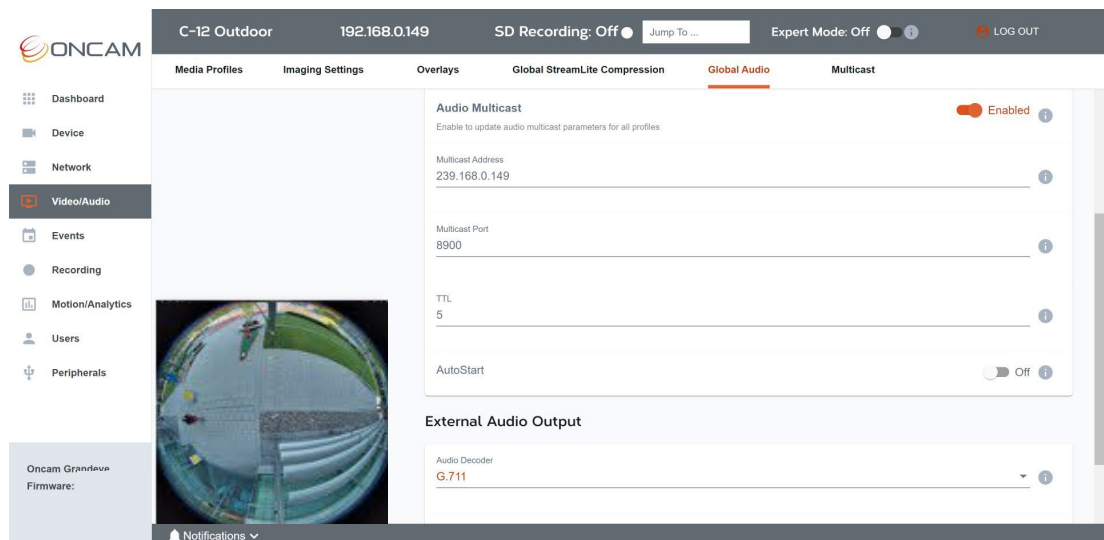 ONCAM
C-12 Outdoor 192.168.0.149 SD Recording: Off Jump To ... Expert Mode: Off LOG OUT
Media Profiles Imaging Settings Overlays Global StreamLite Compression Global Audio Multicast
Dashboard
Device
Network
Video/Audio
Events
Recording
Motion/Analytics
Users
Peripherals
Oncam Grandeye
Firmware:
Audio Multicast
Enabled
Enable to update audio multicast parameters for all profiles
Multicast Address
239.168.0.149
Multicast Port
8900
TTL
5
AutoStart
Off
External Audio Output
Audio Decoder
G.711
Notifications